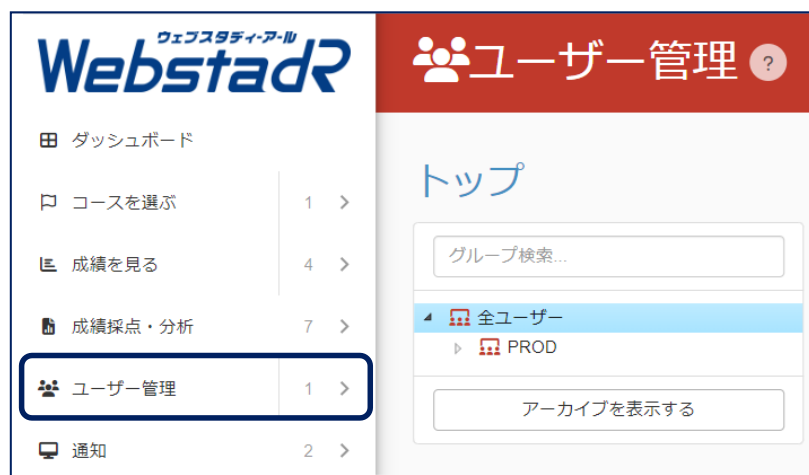 ウェブスタディーアール
WebstadR
ダッシュボード
コースを選ぶ 1
成績を見る 4
成績採点・分析 7
ユーザー管理 1
通知 2
ユーザー管理 ?
トップ
グループ検索...
全ユーザー
PROD
アーカイブを表示する